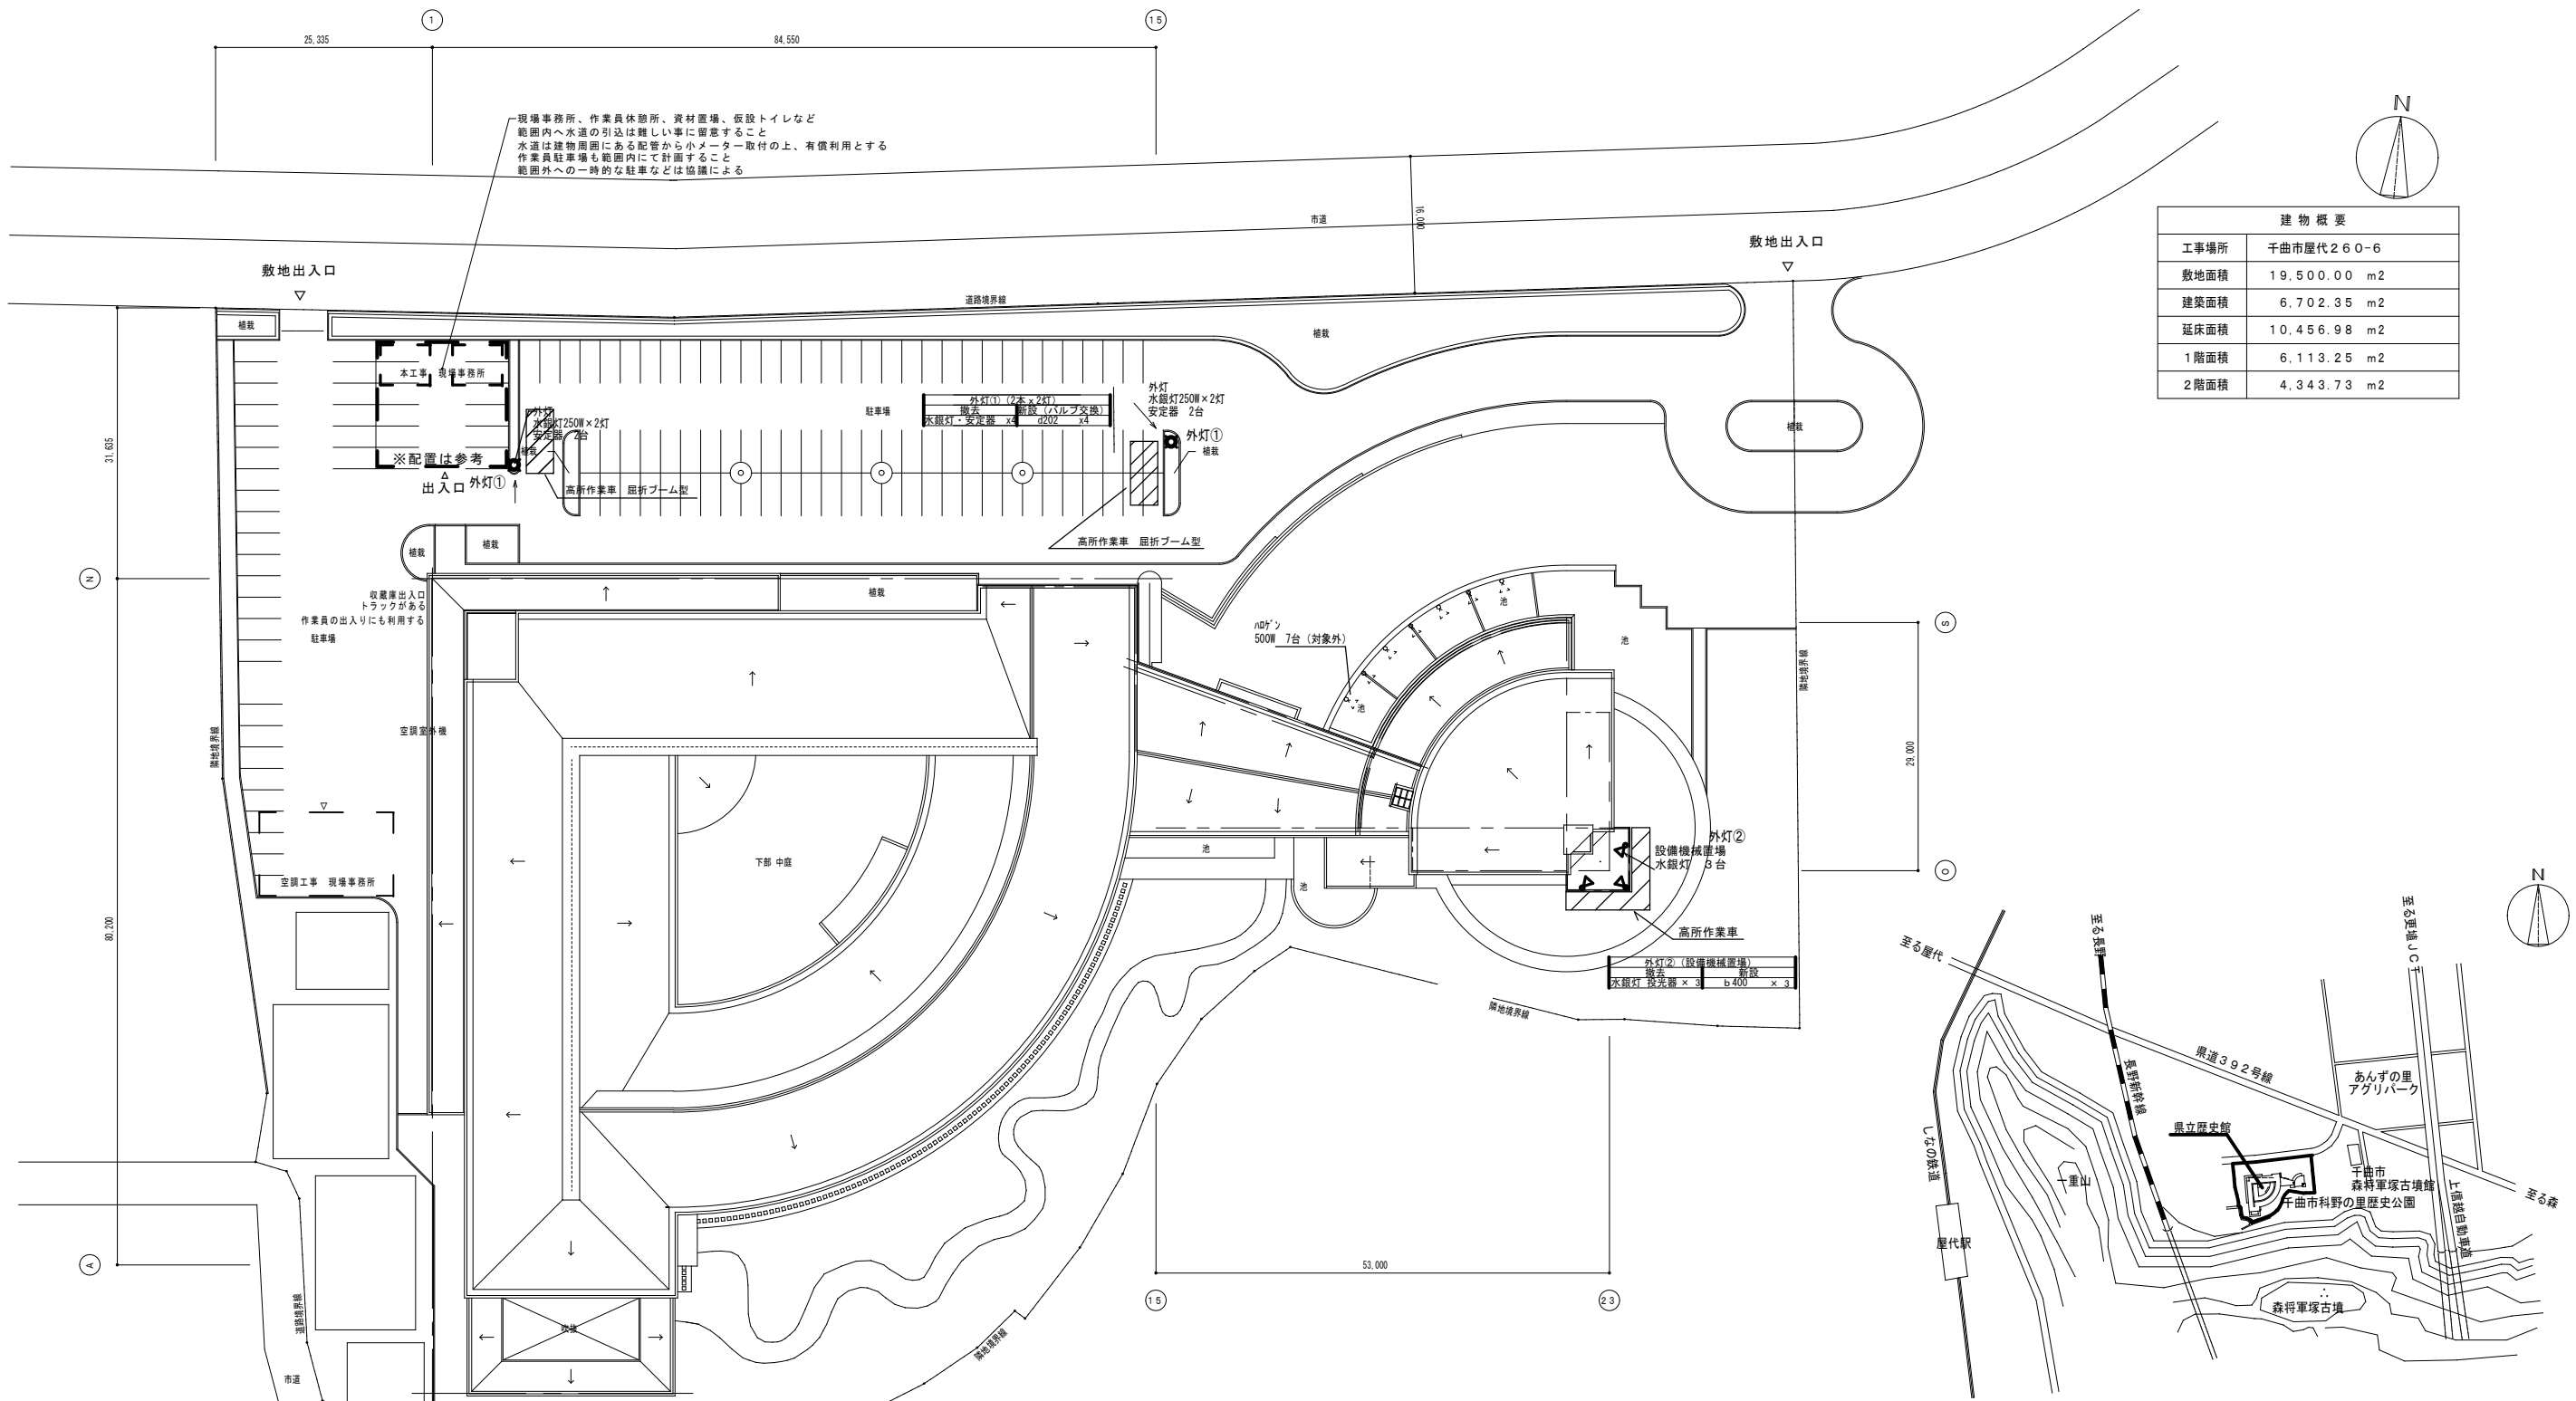 1
15
25,335
84,550
現場事務所、作業員休憩所、資材置場、仮設トイレなど
範囲内へ水道の引込は難しい事に留意すること
水道は建物周囲にある配管から小メーター取付の上、有償利用とする
作業員駐車場も範囲内にて計画すること
範囲外への一時的な駐車などは協議による
N
市道
16,000
敷地出入口
敷地出入口
道路境界線
建物概要
工事場所 千曲市屋代260-6
敷地面積 19,500.00 m2
建築面積 6,702.35 m2
延床面積 10,456.98 m2
1階面積 6,113.25 m2
2階面積 4,343.73 m2
植栽
植栽
本工事 現場事務所
外灯
水銀灯250W×2灯
安定器 2台
植栽
※配置は参考
出入口
外灯①
高所作業車 屈折ブーム型
駐車場
外灯①（2本x2灯）
撤去 新設（バルブ交換）
水銀灯・安定器 x4 d202 x4
外灯
水銀灯250W×2灯
安定器 2台
外灯①
植栽
高所作業車 屈折ブーム型
植栽
31,635
植栽
植栽
N
収蔵庫出入口
トラックがある
作業員の出入りにも利用する
駐車場
植栽
ﾊﾛｹﾞﾝ
500W 7台（対象外）
池
池
池
S
隣地境界線
29,000
隣地境界線
空調室外機
空調工事 現場事務所
下部 中庭
池
池
外灯②
設備機械置場
水銀灯 3台
O
高所作業車
外灯②（設備機械置場）
撤去 新設
水銀灯 投光器 × 3 b400 × 3
隣地境界線
80,200
A
道路境界線
市道
吹抜
隣地境界線
53,000
15
23
N
至る屋代
至る長野
至る更埴JCT
県道392号線
長野新幹線
あんずの里
アグリパーク
しなの鉄道
県立歴史館
一重山
千曲市
森将軍塚古墳館
千曲市科野の里歴史公園
至る森
上信越自動車道
屋代駅
森将軍塚古墳